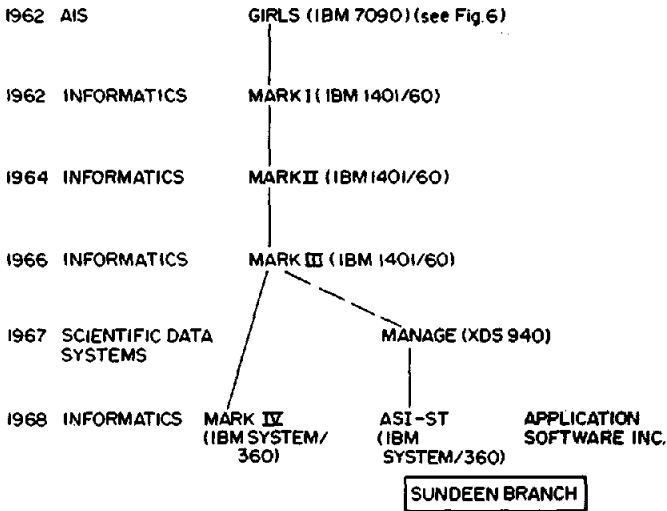 1962 AIS GIRLS (IBM 7090) (see Fig.6)
1962 INFORMATICS MARK I (IBM 1401/60)
1964 INFORMATICS MARK II (IBM 1401/60)
1966 INFORMATICS MARK III (IBM 1401/60)
1967 SCIENTIFIC DATA MANAGE (XDS 940)
SYSTEMS
1968 INFORMATICS MARK IV ASI-ST APPLICATION
(IBM SYSTEM/ (IBM SOFTWARE INC.
360) SYSTEM/360)
SUNDEEN BRANCH